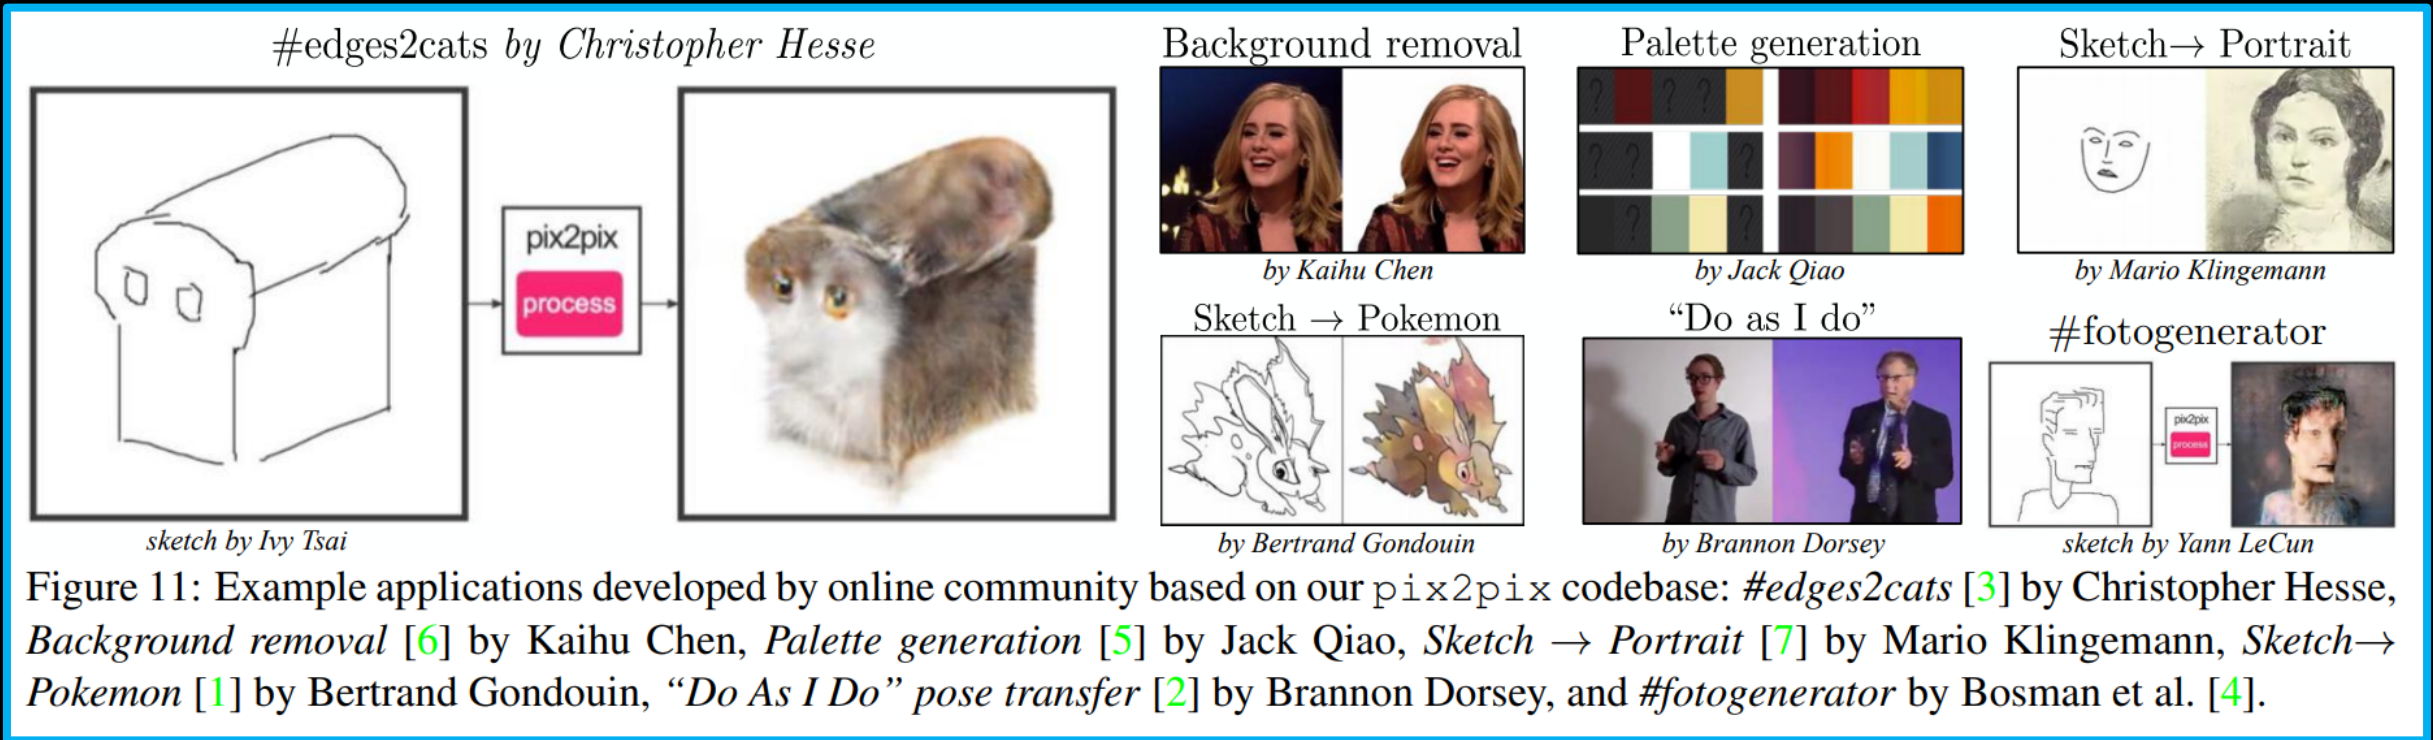 #edges2cats by Christopher Hesse
pix2pix
process
sketch by Ivy Tsai
Background removal
by Kaihu Chen
Palette generation
? ? ?
? ? ?
? ?
by Jack Qiao
Sketch→ Portrait
by Mario Klingemann
Sketch → Pokemon
by Bertrand Gondouin
“Do as I do”
by Brannon Dorsey
#fotogenerator
pix2pix
process
sketch by Yann LeCun
Figure 11: Example applications developed by online community based on our pix2pix codebase: #edges2cats [3] by Christopher Hesse,
Background removal [6] by Kaihu Chen, Palette generation [5] by Jack Qiao, Sketch → Portrait [7] by Mario Klingemann, Sketch→
Pokemon [1] by Bertrand Gondouin, “Do As I Do” pose transfer [2] by Brannon Dorsey, and #fotogenerator by Bosman et al. [4].